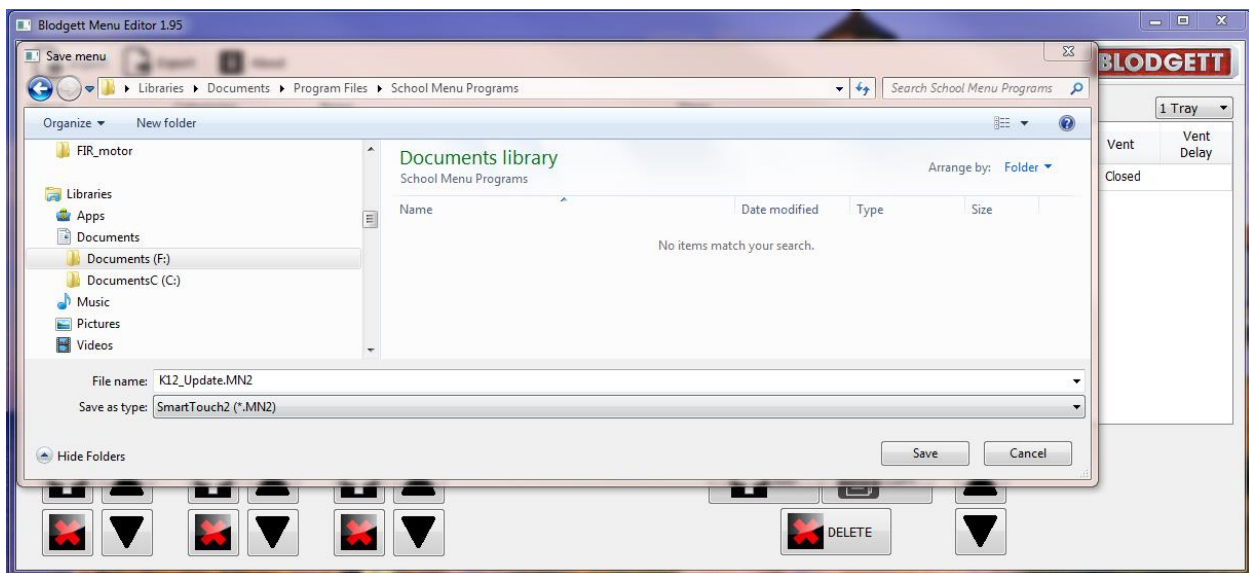 Blodgett Menu Editor 1.95
Save menu
BLODGETT
Libraries Documents Program Files School Menu Programs
Search School Menu Programs
Organize New folder
1 Tray
FIR_motor
Libraries
Apps
Documents
Documents (F:)
DocumentsC (C:)
Music
Pictures
Videos
Documents library
School Menu Programs
Arrange by: Folder
Name Date modified Type Size
No items match your search.
Vent Vent
Delay
Closed
File name: K12_Update.MN2
Save as type: SmartTouch2 (*.MN2)
Hide Folders
Save Cancel
DELETE